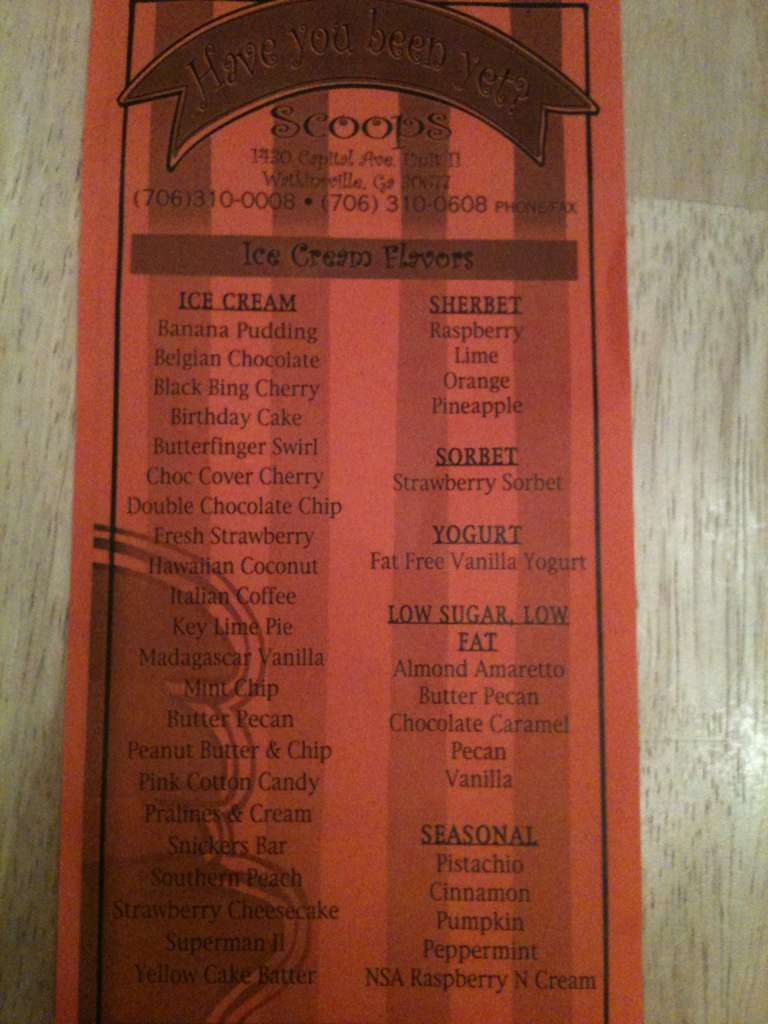 Have you been yet?
Scoops
1430 Capital Ave. Unit II
Watkinsville, Ga 30677
(706)310-0008 • (706) 310-0608 PHONE/FAX
Ice Cream Flavors
ICE CREAM
Banana Pudding
Belgian Chocolate
Black Bing Cherry
Birthday Cake
Butterfinger Swirl
Choc Cover Cherry
Double Chocolate Chip
Fresh Strawberry
Hawaiian Coconut
Italian Coffee
Key Lime Pie
Madagascar Vanilla
Mint Chip
Butter Pecan
Peanut Butter & Chip
Pink Cotton Candy
Pralines & Cream
Snickers Bar
Southern Peach
Strawberry Cheesecake
Superman II
Yellow Cake Batter
SHERBET
Raspberry
Lime
Orange
Pineapple
SORBET
Strawberry Sorbet
YOGURT
Fat Free Vanilla Yogurt
LOW SUGAR, LOW
FAT
Almond Amaretto
Butter Pecan
Chocolate Caramel
Pecan
Vanilla
SEASONAL
Pistachio
Cinnamon
Pumpkin
Peppermint
NSA Raspberry N Cream